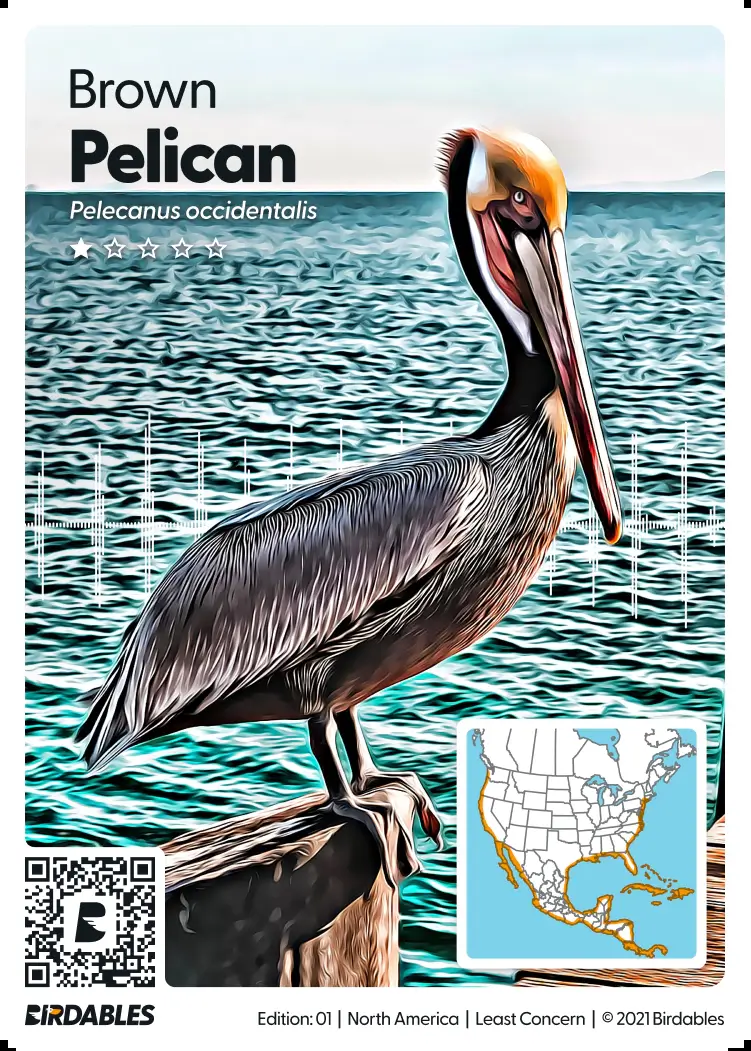 Brown
Pelican
Pelecanus occidentalis
BIRDABLES
Edition: 01 | North America | Least Concern | © 2021 Birdables